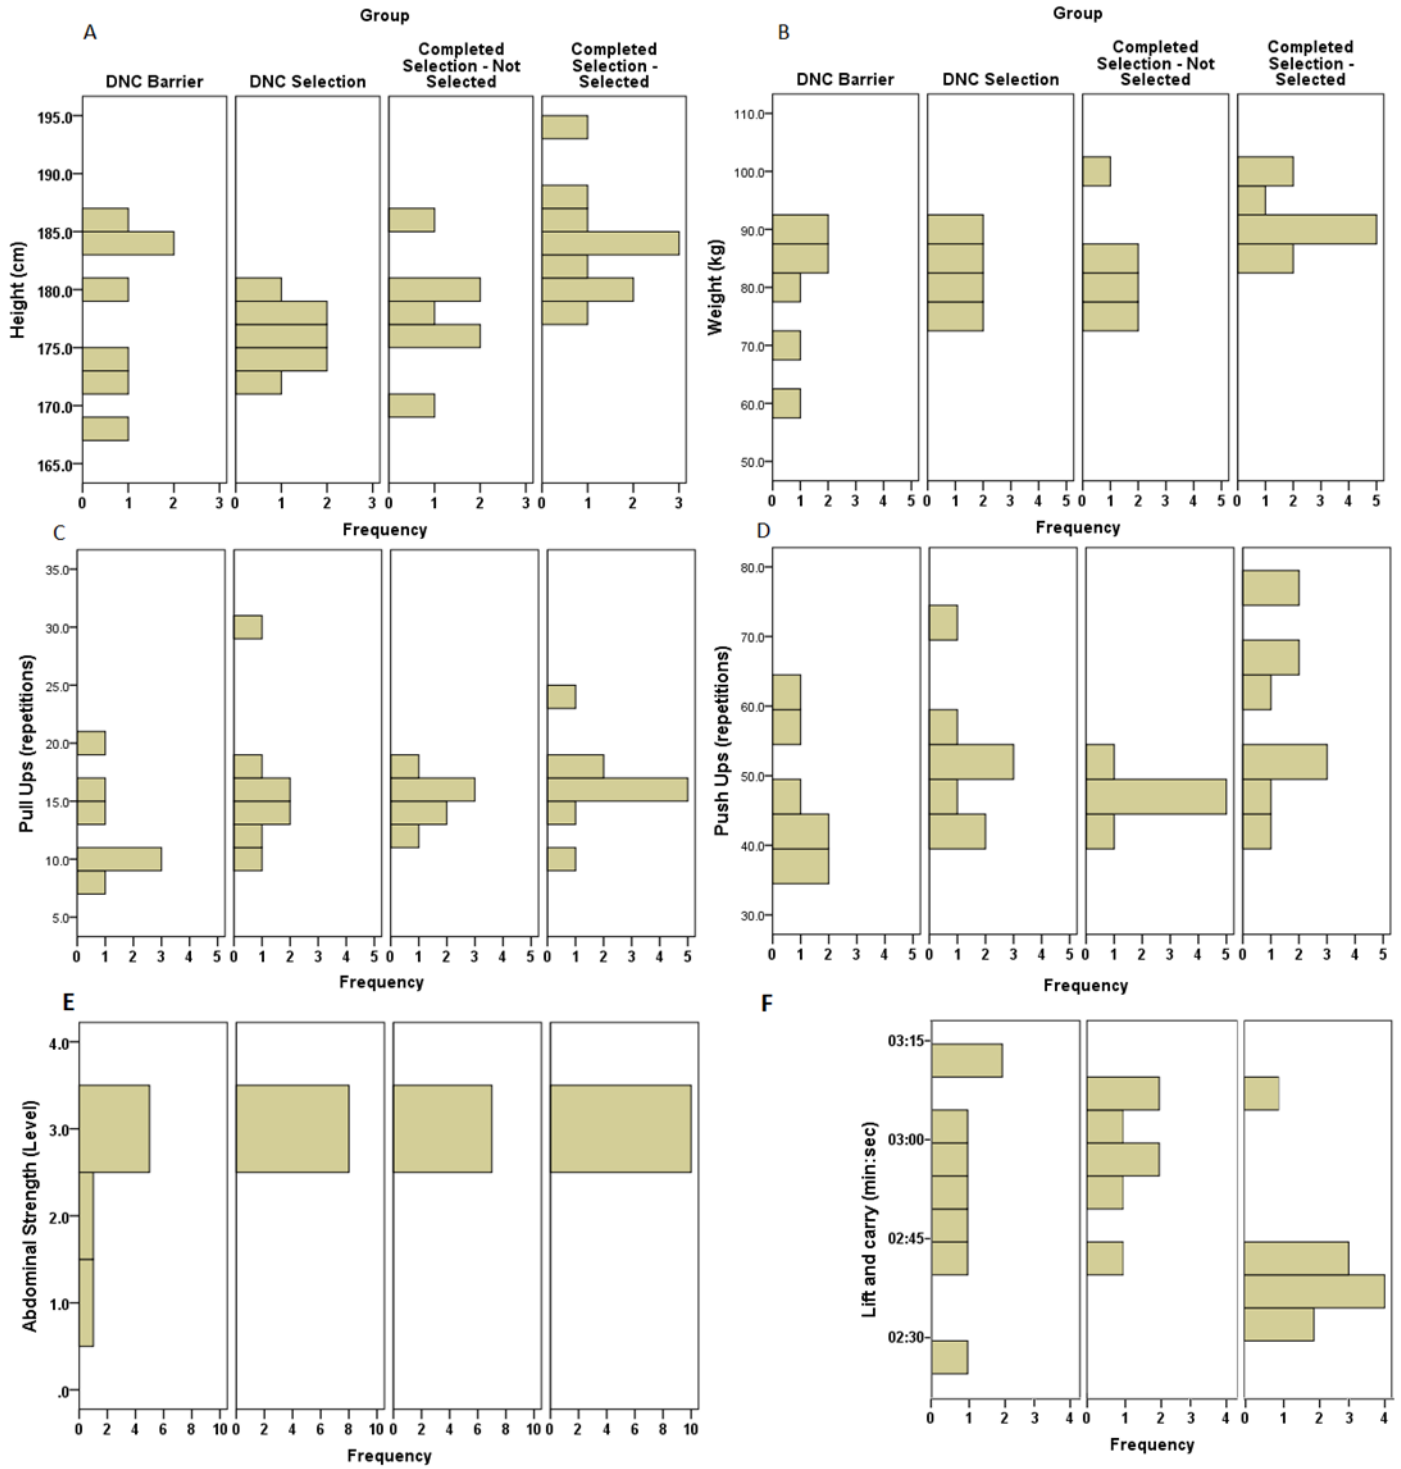 A
Group
DNC Barrier
DNC Selection
Completed
Selection - Not
Selected
Completed
Selection -
Selected
Height (cm)
195.0
190.0
185.0
180.0
175.0
170.0
165.0
0 1 2 3 0 1 2 3 0 1 2 3 0 1 2 3
Frequency
B
Group
DNC Barrier
DNC Selection
Completed
Selection - Not
Selected
Completed
Selection -
Selected
Weight (kg)
110.0
100.0
90.0
80.0
70.0
60.0
50.0
0 1 2 3 4 5 0 1 2 3 4 5 0 1 2 3 4 5 0 1 2 3 4 5
Frequency
C
Pull Ups (repetitions)
35.0
30.0
25.0
20.0
15.0
10.0
5.0
0 1 2 3 4 5 0 1 2 3 4 5 0 1 2 3 4 5 0 1 2 3 4 5
Frequency
D
Push Ups (repetitions)
80.0
70.0
60.0
50.0
40.0
30.0
0 1 2 3 4 5 0 1 2 3 4 5 0 1 2 3 4 5 0 1 2 3 4 5
Frequency
E
Abdominal Strength (Level)
4.0
3.0
2.0
1.0
.0
0 2 4 6 8 10 0 2 4 6 8 10 0 2 4 6 8 10 0 2 4 6 8 10
Frequency
F
Lift and carry (min:sec)
03:15
03:00
02:45
02:30
0 1 2 3 4 0 1 2 3 4 0 1 2 3 4
Frequency